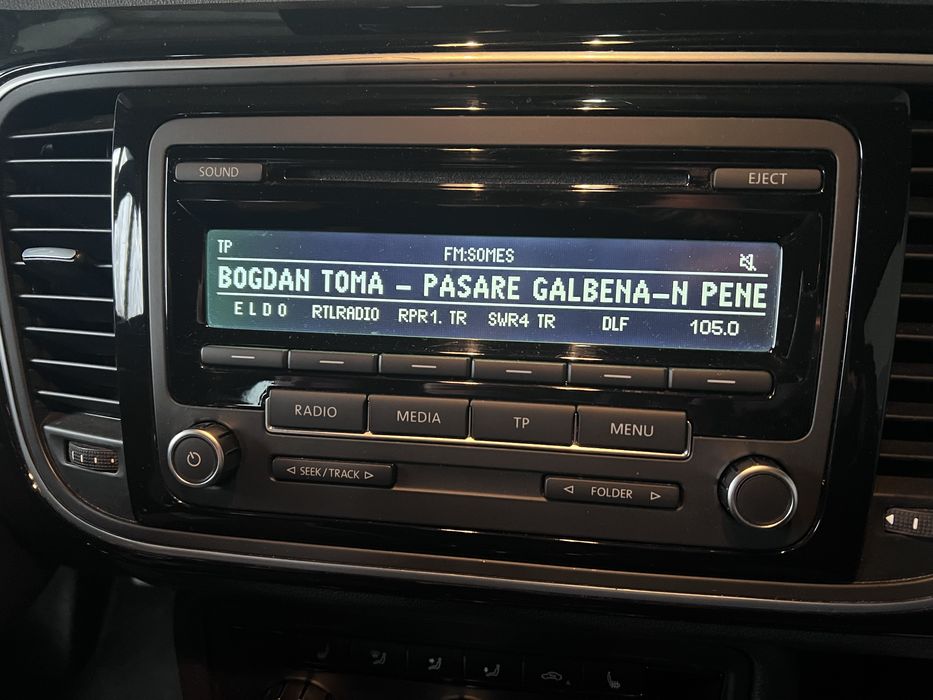 SOUND
EJECT
TP
FM:SOMES
BOGDAN TOMA – PASARE GALBENA–N PENE
ELDO RTLRADIO RPR1. TR SWR4 TR DLF 105.0
RADIO MEDIA TP MENU
SEEK / TRACK
FOLDER